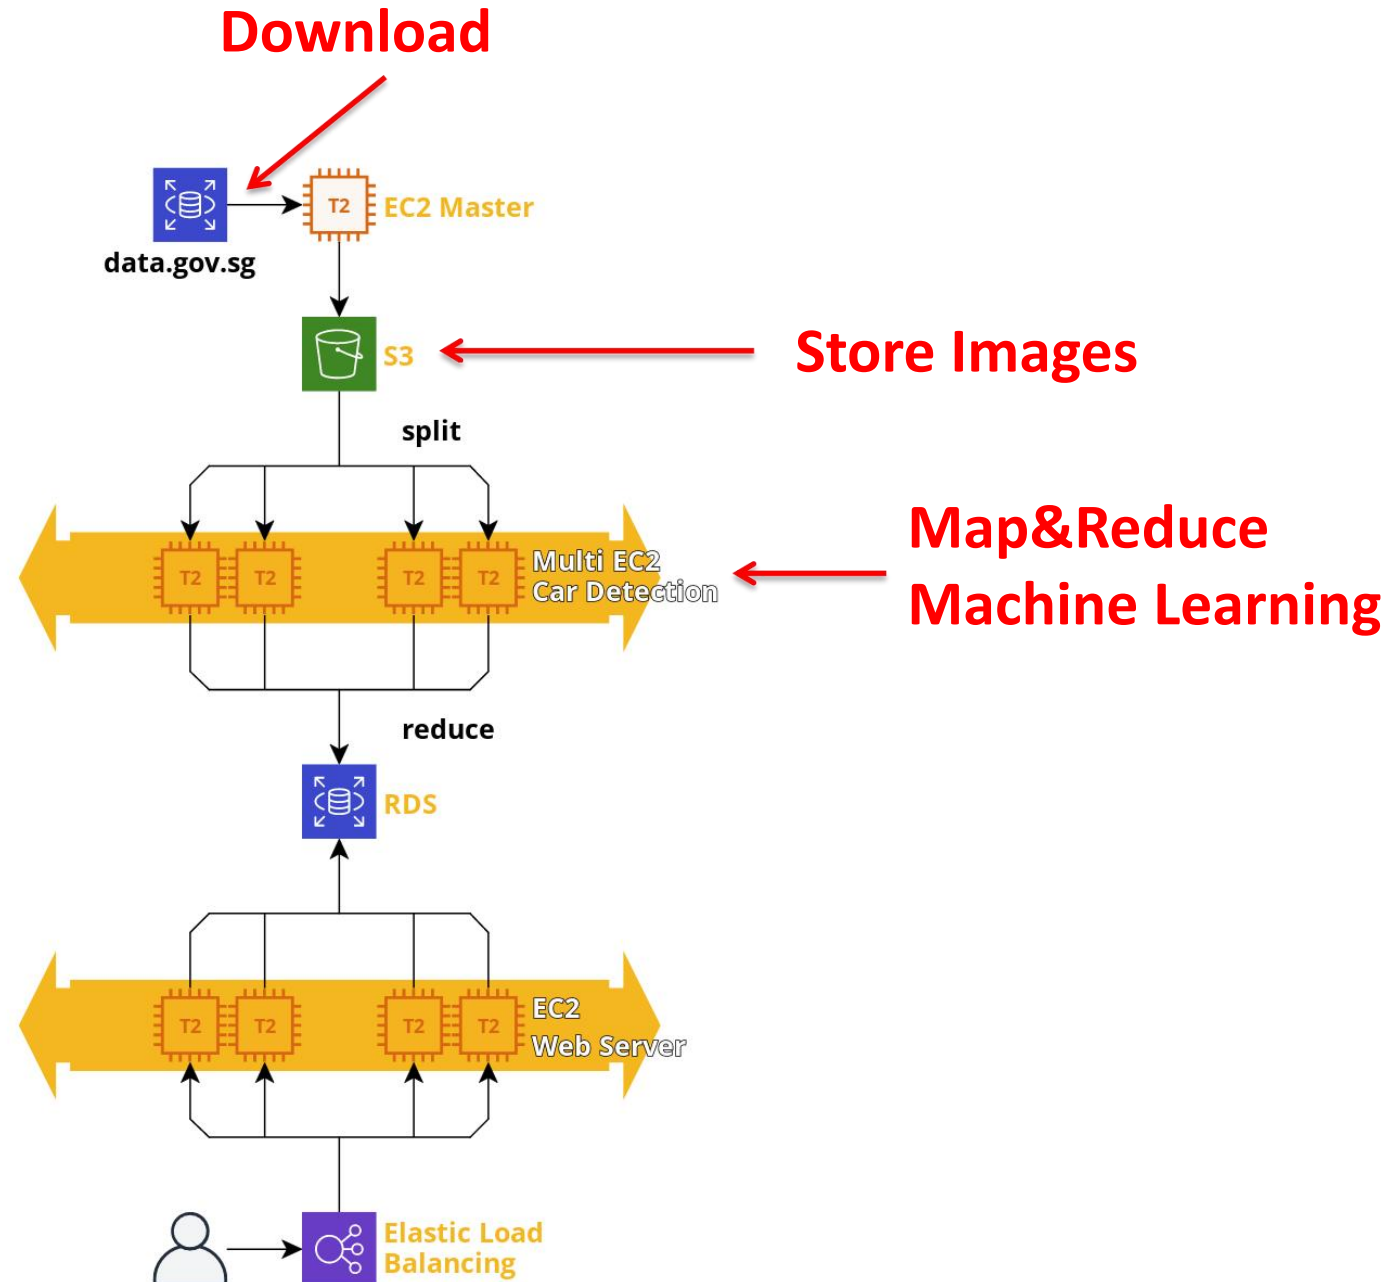 Download
T2
EC2 Master
data.gov.sg
S3
Store Images
split
Map&Reduce
Machine Learning
T2 T2 T2 T2
Multi EC2
Car Detection
reduce
RDS
T2 T2 T2 T2
EC2
Web Server
Elastic Load
Balancing